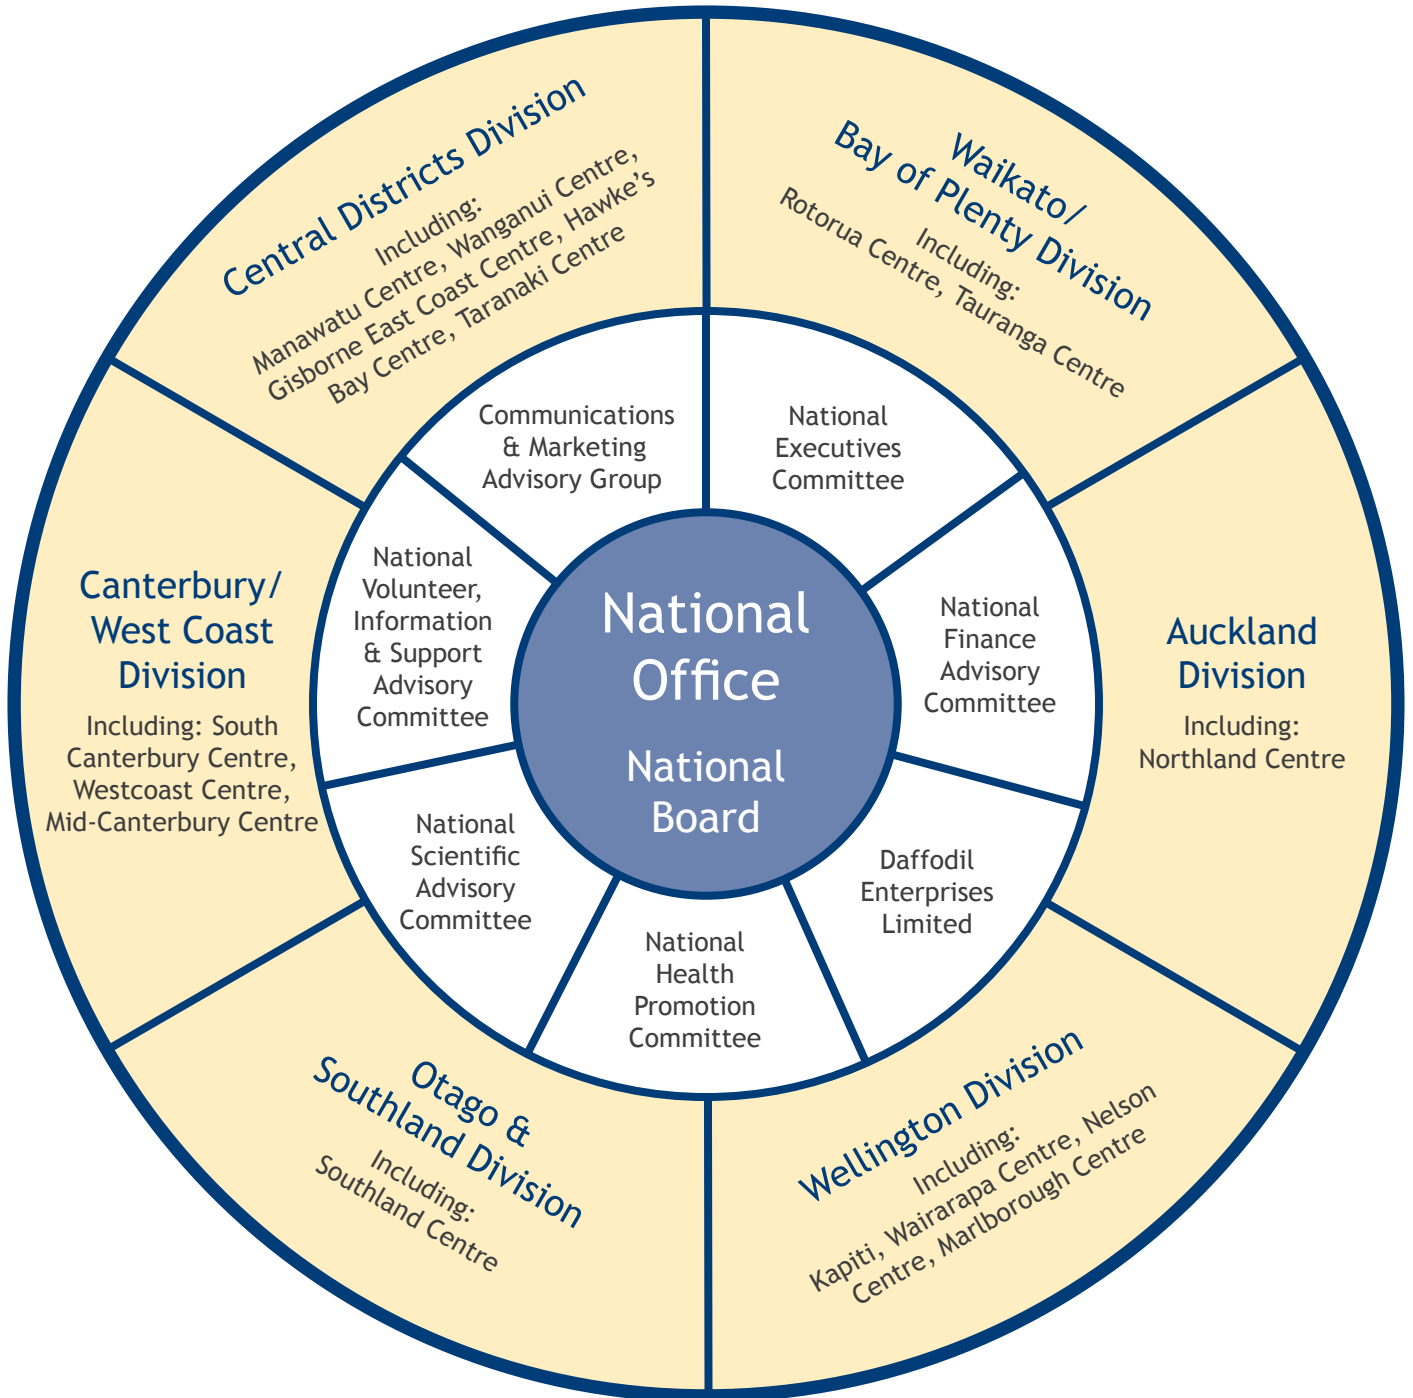 Central Districts Division
Including:
Manawatu Centre, Wanganui Centre,
Gisborne East Coast Centre, Hawke’s
Bay Centre, Taranaki Centre
Waikato/
Bay of Plenty Division
Including:
Rotorua Centre, Tauranga Centre
Auckland
Division
Including:
Northland Centre
Wellington Division
Including:
Kapiti, Wairarapa Centre, Nelson
Centre, Marlborough Centre
Otago &
Southland Division
Including:
Southland Centre
Canterbury/
West Coast
Division
Including: South
Canterbury Centre,
Westcoast Centre,
Mid-Canterbury Centre
Communications
& Marketing
Advisory Group
National
Executives
Committee
National
Finance
Advisory
Committee
Daffodil
Enterprises
Limited
National
Health
Promotion
Committee
National
Scientific
Advisory
Committee
National
Volunteer,
Information
& Support
Advisory
Committee
National
Office
National
Board